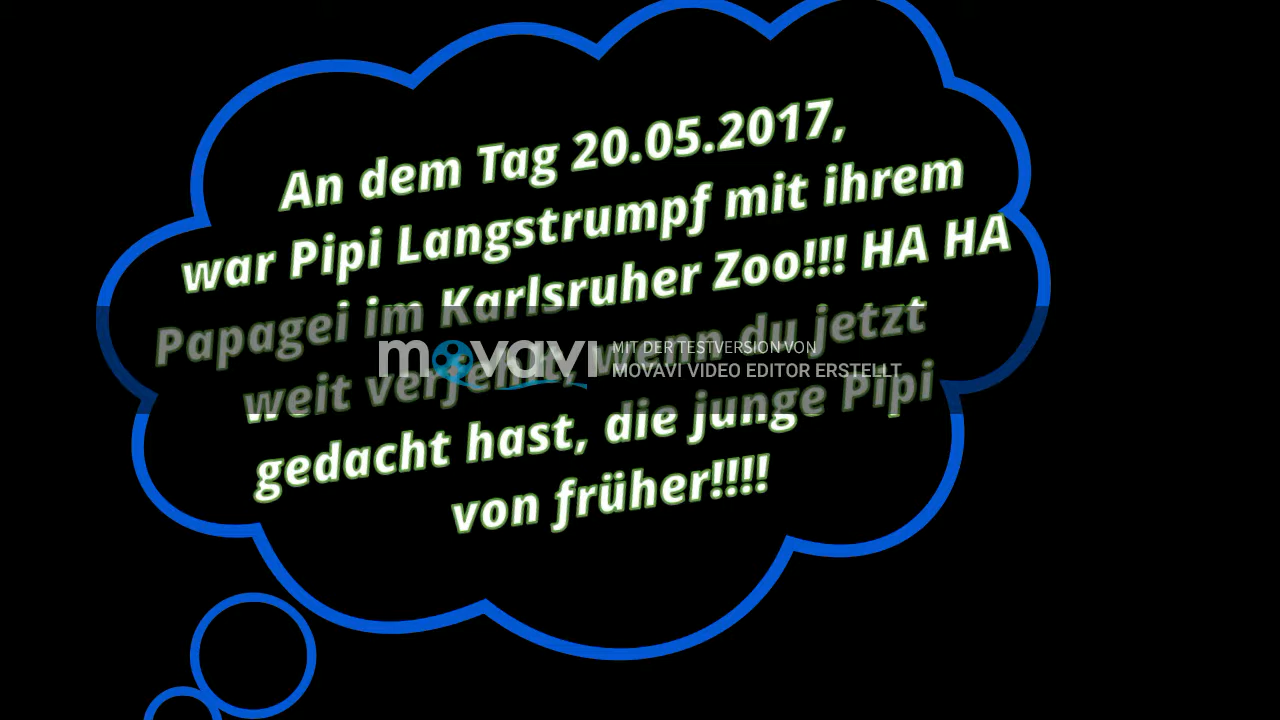 An dem Tag 20.05.2017,
war Pipi Langstrumpf mit ihrem
Papagei im Karlsruher Zoo!!! HA HA
weit verfehlt, wenn du jetzt
gedacht hast, die junge Pipi
von früher!!!!
movavi
MIT DER TESTVERSION VON
MOVAVI VIDEO EDITOR ERSTELLT